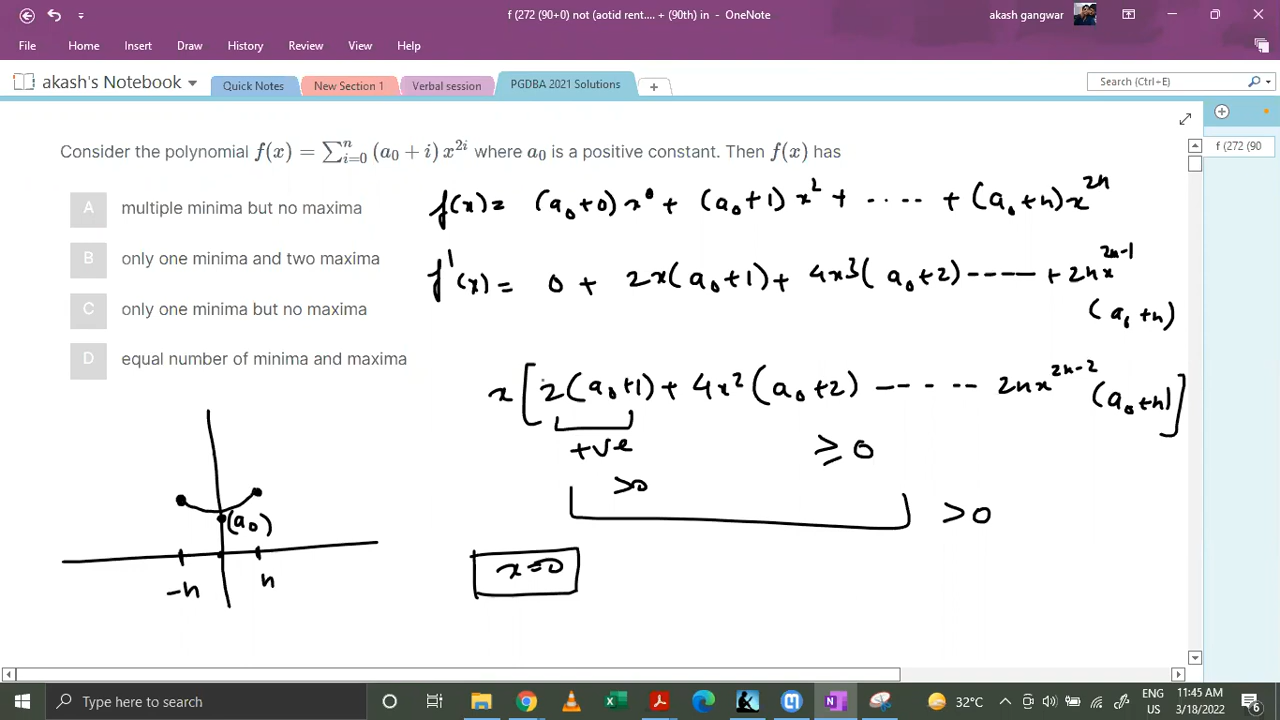 f (272 (90+0) not (aotid rent.... + (90th) in - OneNote
akash gangwar
File Home Insert Draw History Review View Help
akash's Notebook Quick Notes New Section 1 Verbal session PGDBA 2021 Solutions
Search (Ctrl+E)
f (272 (90
Consider the polynomial f(x) = ∑ⁿᵢ₌₀ (a₀ + i) x²ⁱ where a₀ is a positive constant. Then f(x) has
A multiple minima but no maxima
B only one minima and two maxima
C only one minima but no maxima
D equal number of minima and maxima
f(x) = (a₀+0)x⁰ + (a₀+1)x² + ···· + (a₀+n)x²ⁿ
f'(x) = 0 + 2x(a₀+1) + 4x³(a₀+2) ----- + 2nx²ⁿ⁻¹
(a₀+n)
x[2(a₀+1) + 4x²(a₀+2) ------ 2nx²ⁿ⁻² (a₀+n)]
+ve ≥0
>0
>0
x=0
(a₀)
-n n
Type here to search
32°C
ENG
US
11:45 AM
3/18/2022
6